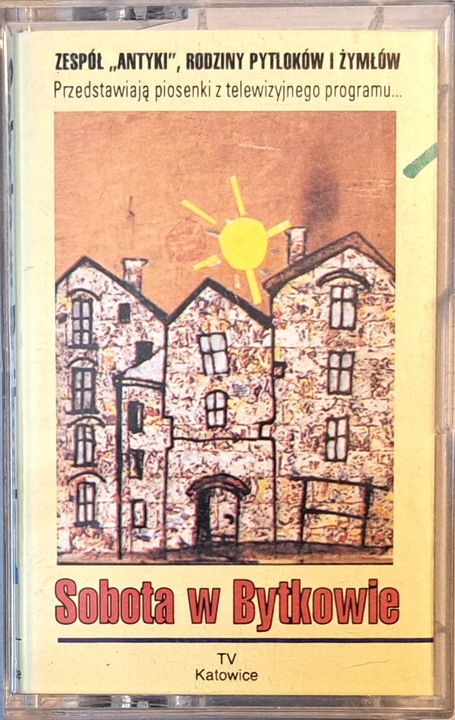 ZESPÓŁ „ANTYKI", RODZINY PYTLOKÓW I ŻYMŁÓW
Przedstawiają piosenki z telewizyjnego programu...
Sobota w Bytkowie
TV
Katowice